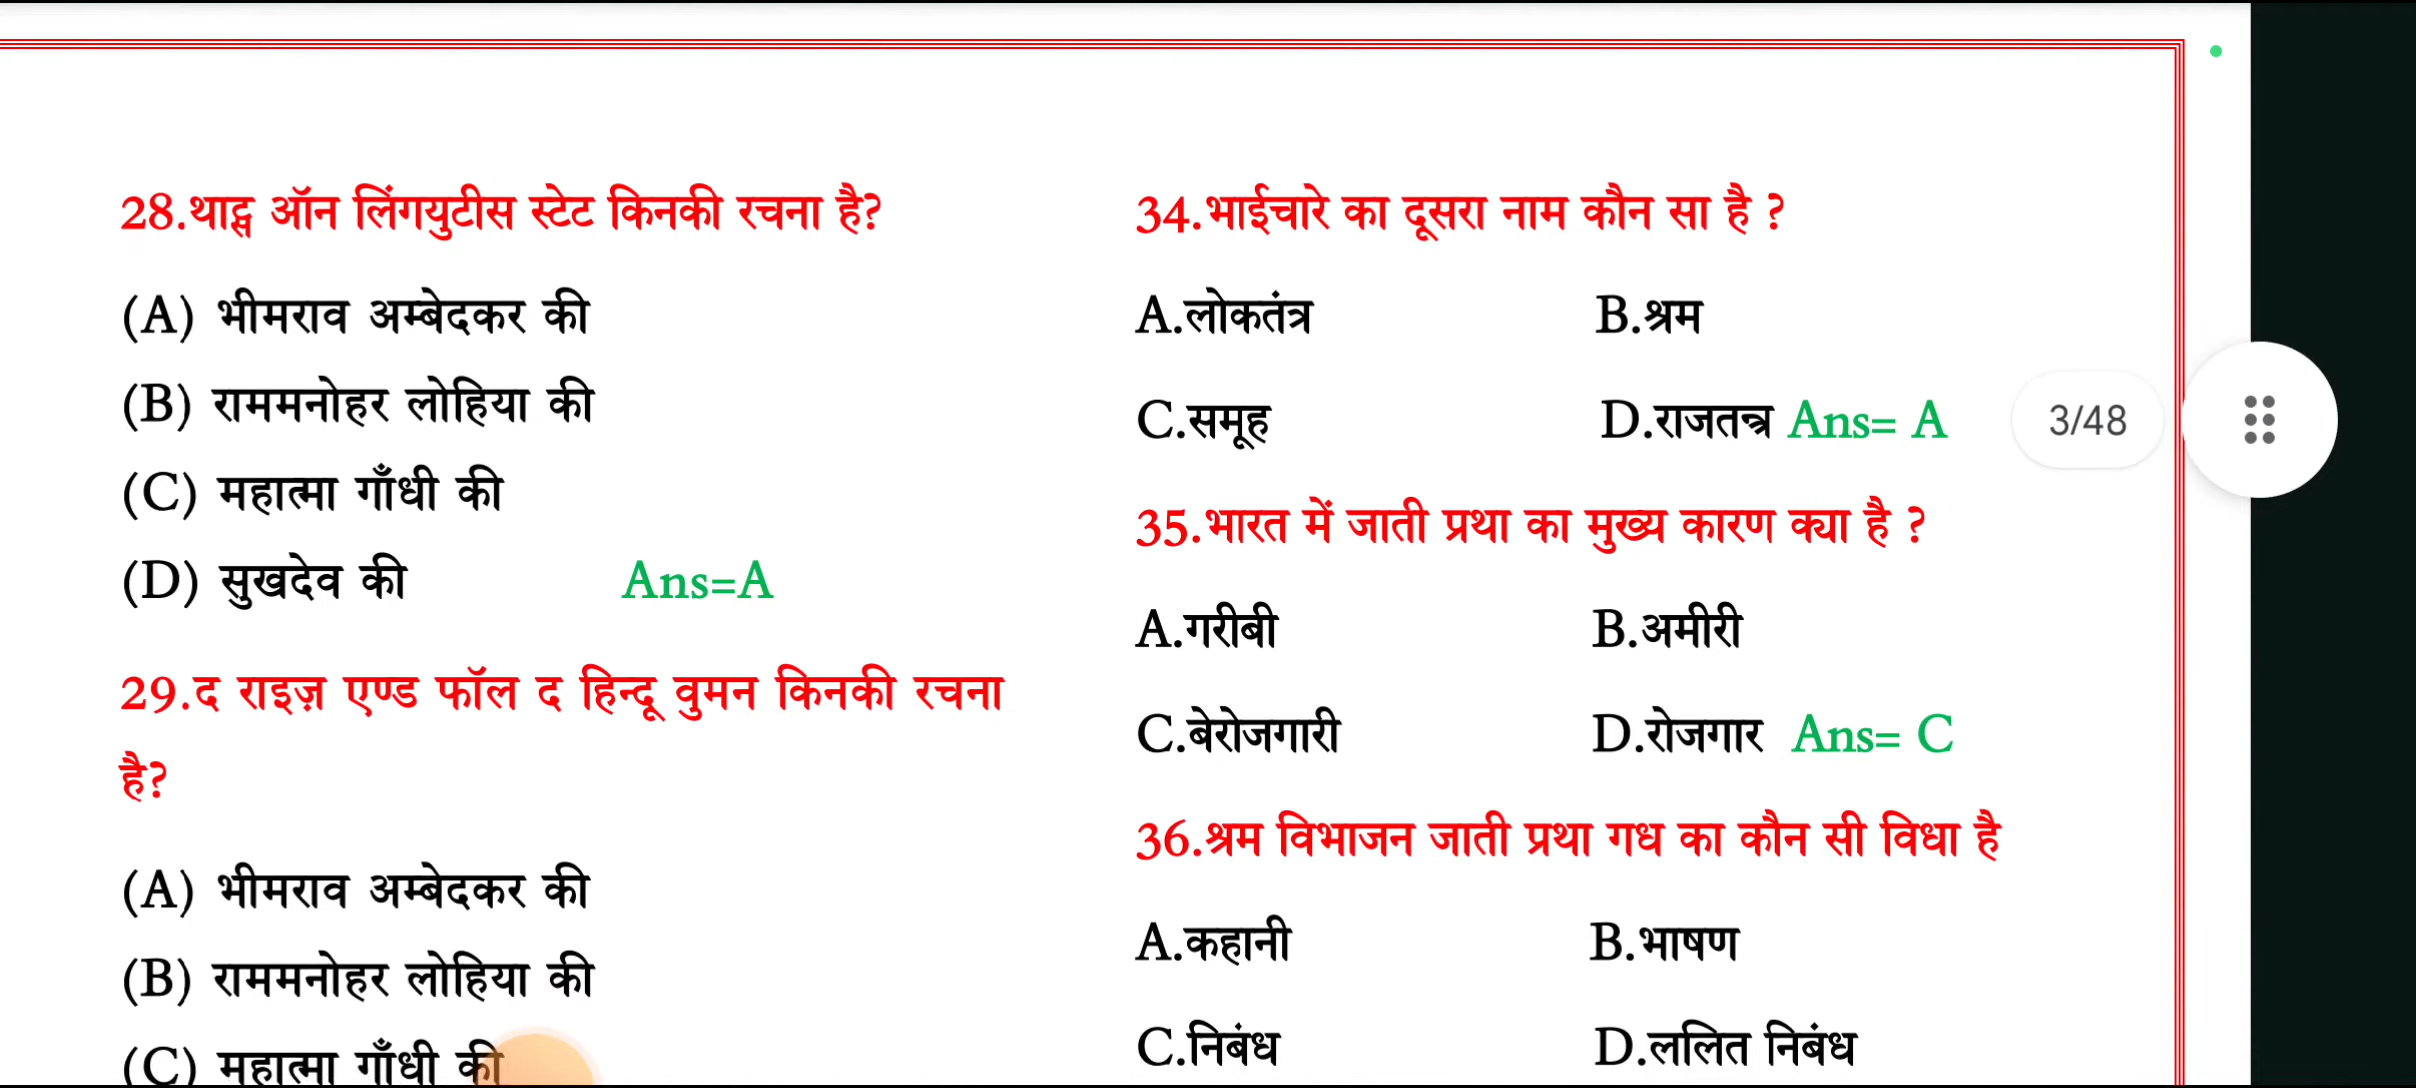 28.थाट्स ऑन लिंगयुटीस स्टेट किनकी रचना है?
(A) भीमराव अम्बेदकर की
(B) राममनोहर लोहिया की
(C) महात्मा गाँधी की
(D) सुखदेव की Ans=A
29.द राइज़ एण्ड फॉल द हिन्दू वुमन किनकी रचना
है?
(A) भीमराव अम्बेदकर की
(B) राममनोहर लोहिया की
(C) महात्मा गाँधी की
34.भाईचारे का दूसरा नाम कौन सा है ?
A.लोकतंत्र B.श्रम
C.समूह D.राजतन्त्र Ans= A
35.भारत में जाती प्रथा का मुख्य कारण क्या है ?
A.गरीबी B.अमीरी
C.बेरोजगारी D.रोजगार Ans= C
36.श्रम विभाजन जाती प्रथा गध का कौन सी विधा है
A.कहानी B.भाषण
C.निबंध D.ललित निबंध
3/48